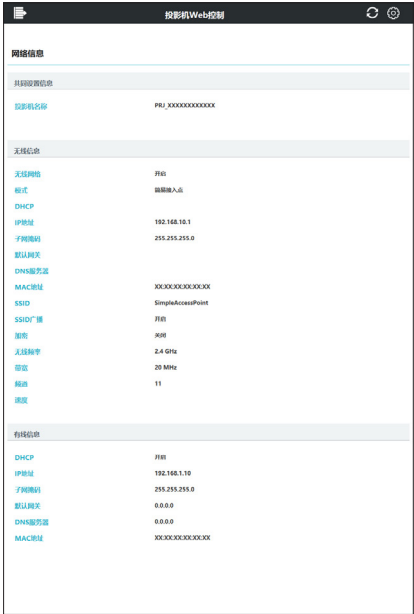 投影机Web控制
网络信息
共同设置信息
投影机名称 PRJ_XXXXXXXXXXXX
无线信息
无线网络 开启
模式 简易接入点
DHCP
IP地址 192.168.10.1
子网掩码 255.255.255.0
默认网关
DNS服务器
MAC地址 XX:XX:XX:XX:XX:XX
SSID SimpleAccessPoint
SSID广播 开启
加密 关闭
无线频率 2.4 GHz
带宽 20 MHz
频道 11
速度
有线信息
DHCP 开启
IP地址 192.168.1.10
子网掩码 255.255.255.0
默认网关 0.0.0.0
DNS服务器 0.0.0.0
MAC地址 XX:XX:XX:XX:XX:XX